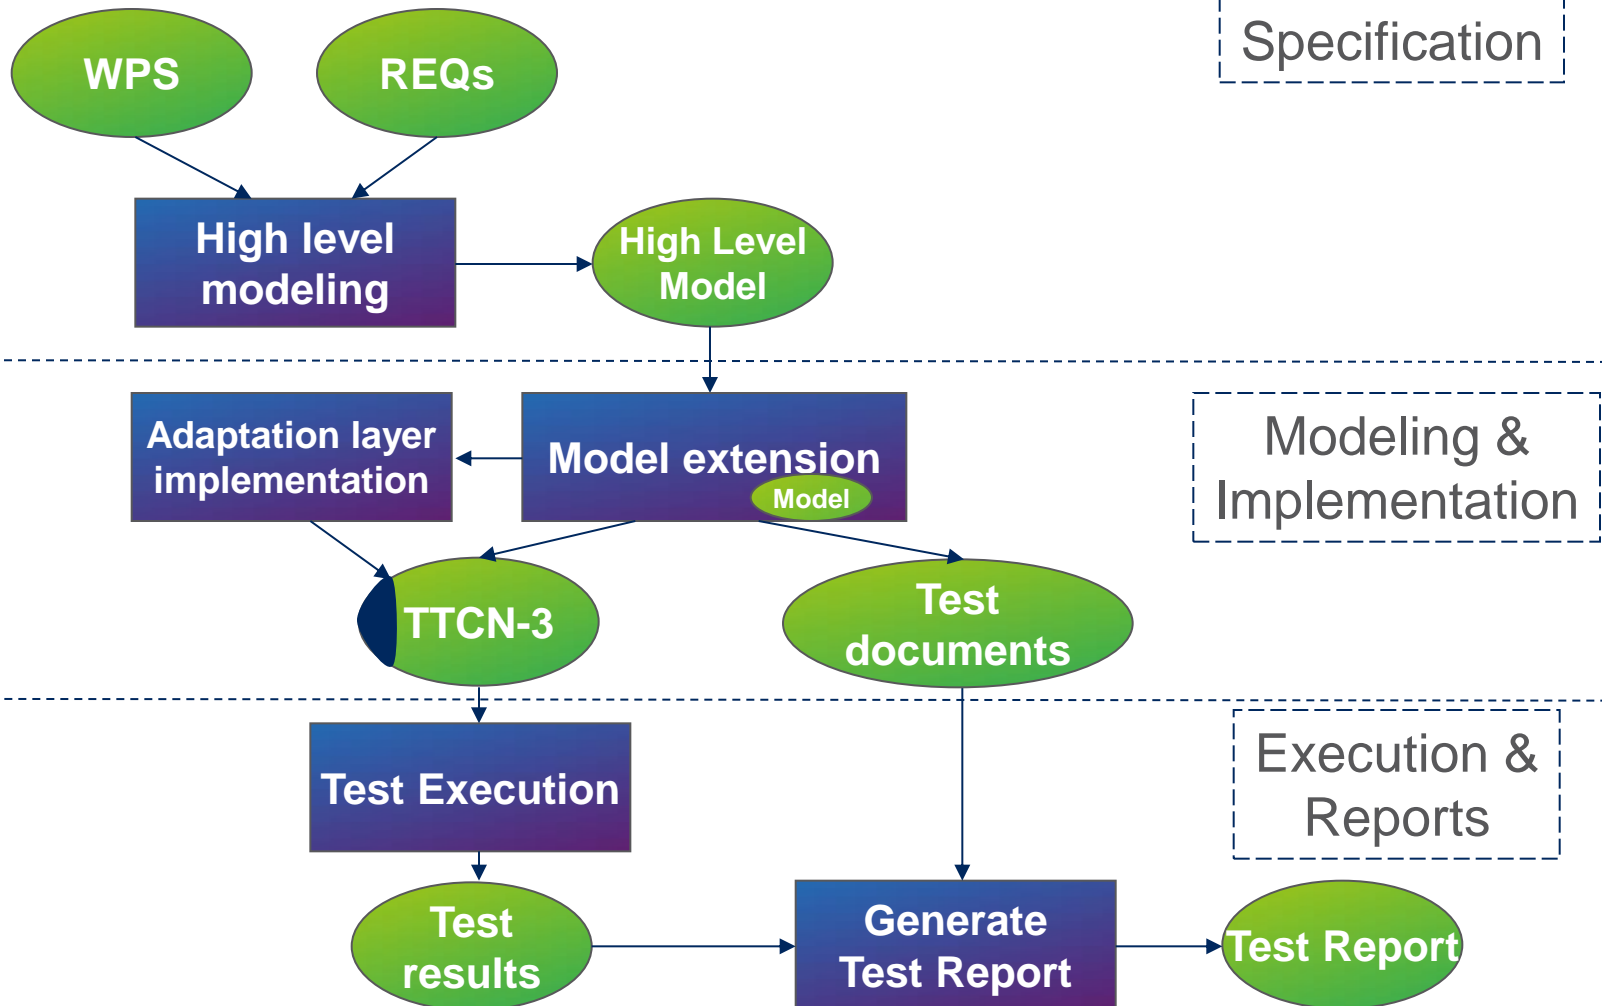 Specification
WPS
REQs
High level
modeling
High Level
Model
Adaptation layer
implementation
Model extension
Model
Modeling &
Implementation
TTCN-3
Test
documents
Test Execution
Execution &
Reports
Test
results
Generate
Test Report
Test Report